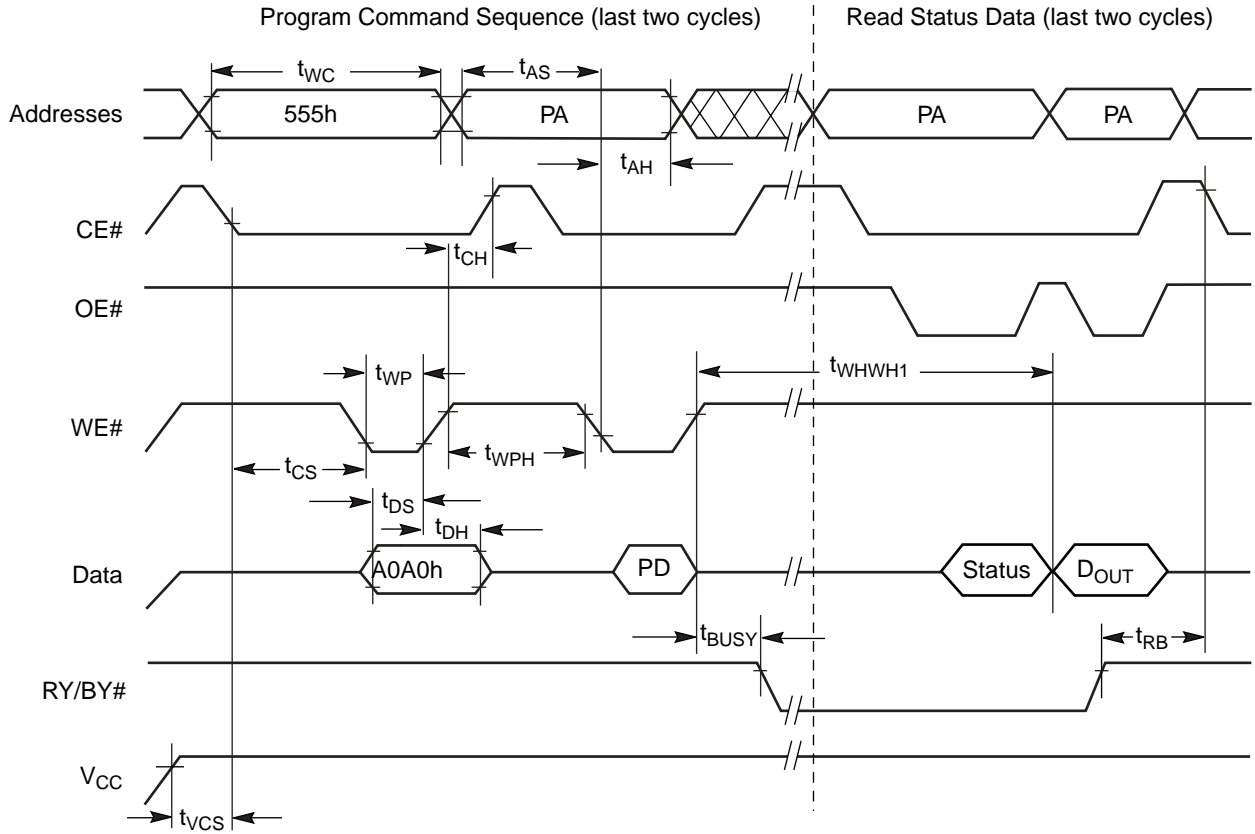 Program Command Sequence (last two cycles) Read Status Data (last two cycles)
tWC tAS
Addresses 555h PA PA PA
tAH
CE#
tCH
OE#
tWHWH1
tWP
WE#
tWPH
tCS
tDS
tDH
Data A0A0h PD Status DOUT
tBUSY tRB
RY/BY#
VCC
tVCS